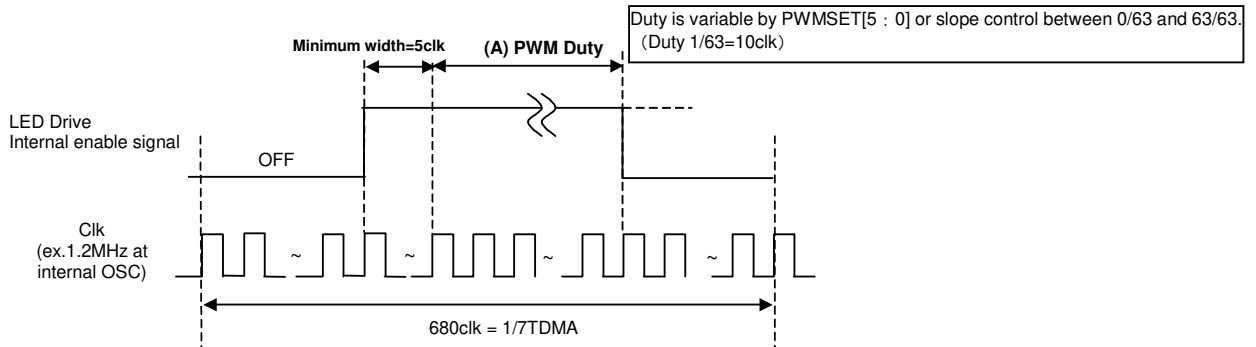 Duty is variable by PWMSET[5 : 0] or slope control between 0/63 and 63/63.
（Duty 1/63=10clk）
Minimum width=5clk
(A) PWM Duty
LED Drive
Internal enable signal
OFF
Clk
(ex.1.2MHz at
internal OSC)
~
~
~
~
680clk = 1/7TDMA